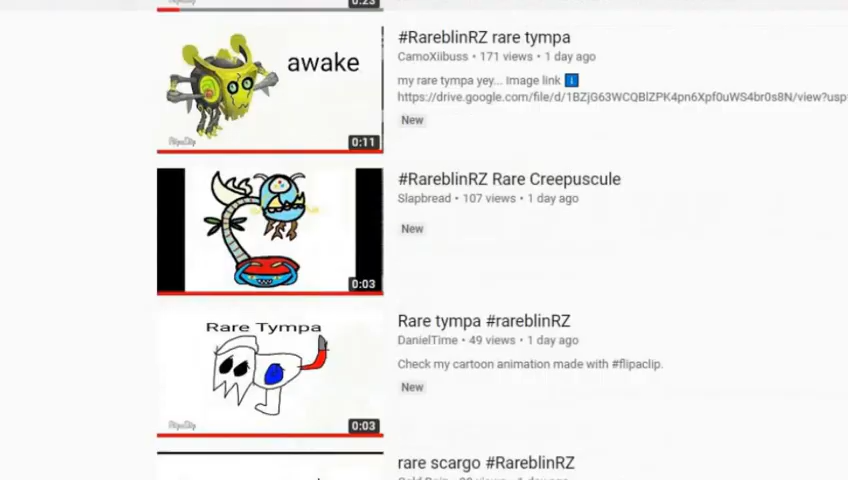 0:23
#RareblinRZ rare tympa
CamoXiibuss • 171 views • 1 day ago
awake
my rare tympa yey... Image link
https://drive.google.com/file/d/1BZjG63WCQBlZPK4pn6Xpf0uWS4br0s8N/view?usp
New
FlipaClip
0:11
#RareblinRZ Rare Creepuscule
Slapbread • 107 views • 1 day ago
New
0:03
Rare tympa #rareblinRZ
Rare Tympa
DanielTime • 49 views • 1 day ago
Check my cartoon animation made with #flipaclip.
New
FlipaClip
0:03
rare scargo #RareblinRZ